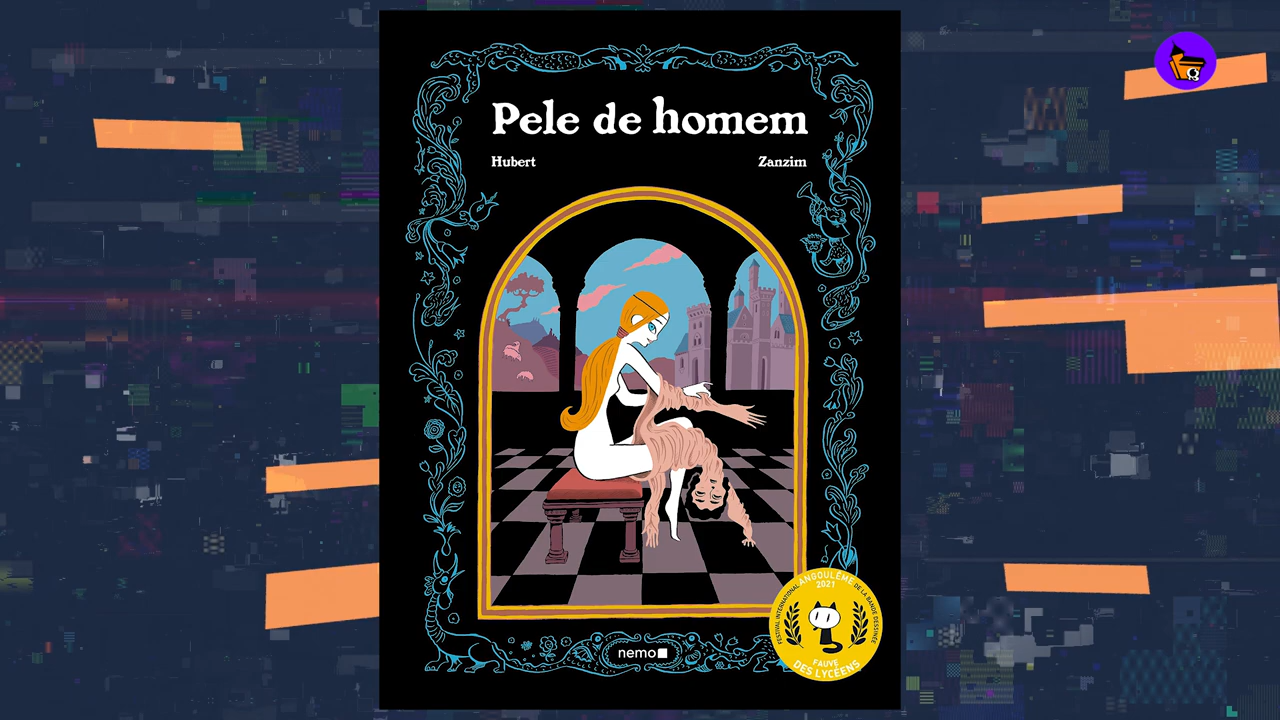 Pele de homem
Hubert
Zanzim
nemo
FESTIVAL INTERNATIONAL ANGOULÊME DE LA BANDE DESSINÉE
2021
FAUVE
DES LYCÉENS